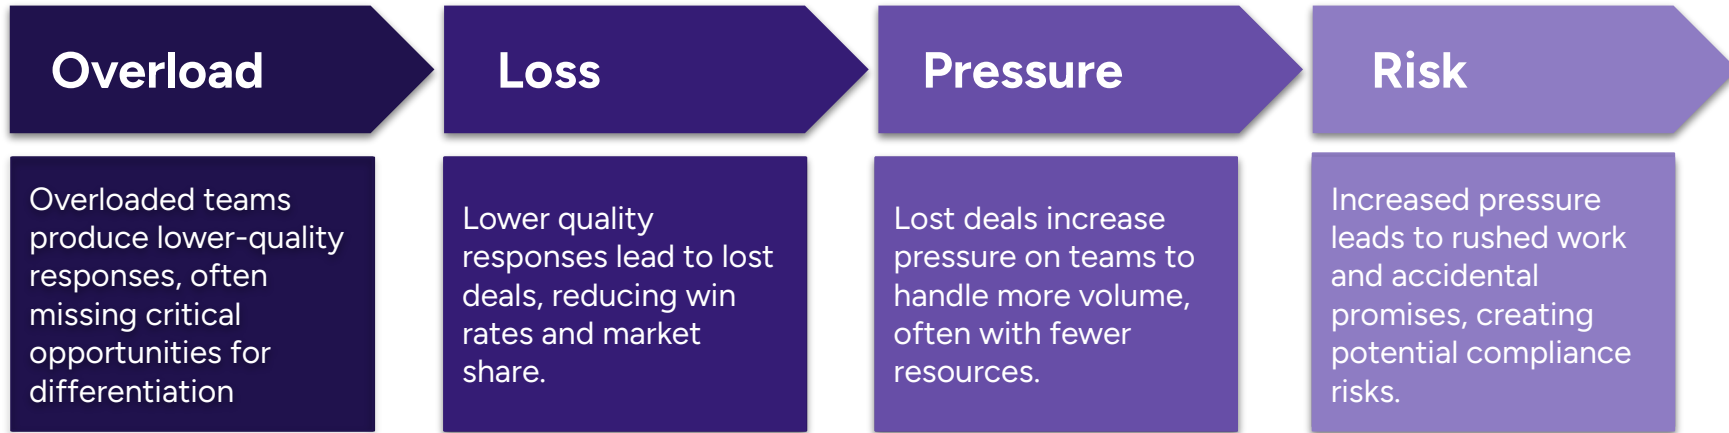 Overload
Loss
Pressure
Risk
Overloaded teams
produce lower-quality
responses, often
missing critical
opportunities for
differentiation
Lower quality
responses lead to lost
deals, reducing win
rates and market
share.
Lost deals increase
pressure on teams to
handle more volume,
often with fewer
resources.
Increased pressure
leads to rushed work
and accidental
promises, creating
potential compliance
risks.